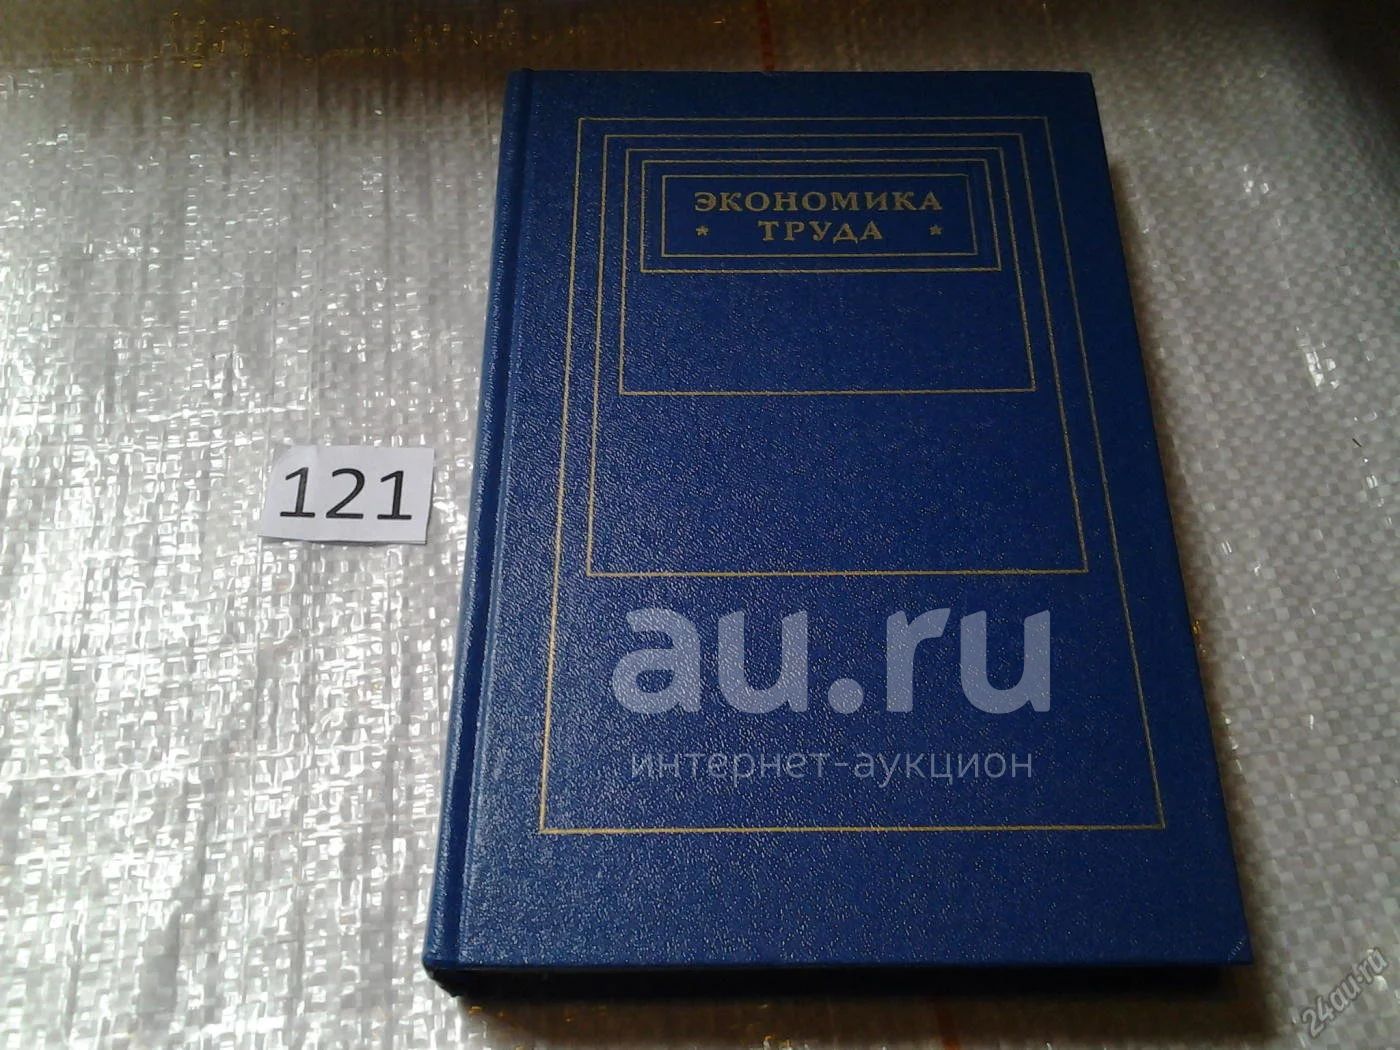 ЭКОНОМИКА
* ТРУДА *
121
au.ru
интернет-аукцион
24au.ru